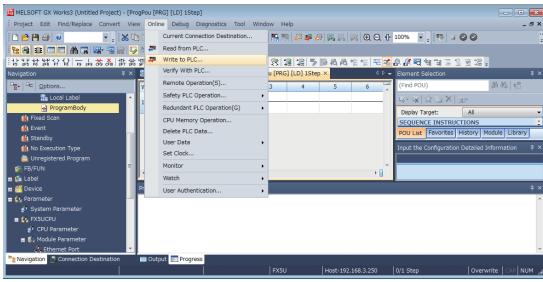 MELSOFT GX Works3 (Untitled Project) - [ProgPou [PRG] [LD] 1Step]
Project Edit Find/Replace Convert View Online Debug Diagnostics Tool Window Help
100%
Current Connection Destination...
Read from PLC...
Write to PLC...
Verify With PLC...
Remote Operation(S)...
Safety PLC Operation...
Redundant PLC Operation(G)
CPU Memory Operation...
Delete PLC Data...
User Data
Set Clock...
Monitor
Watch
User Authentication...
Navigation
Options...
Local Label
ProgramBody
Fixed Scan
Event
Standby
No Execution Type
Unregistered Program
FB/FUN
Label
Device
Parameter
System Parameter
FX5UCPU
CPU Parameter
Module Parameter
Ethernet Port
[PRG] [LD] 1Step
3 4 5 6
Element Selection
(Find POU)
Display Target: All
SEQUENCE INSTRUCTIONS
POU List Favorites History Module Library
Input the Configuration Detailed Information
Navigation Connection Destination Output Progress
FX5U Host-192.168.3.250 0/1 Step Overwrite CAP NUM